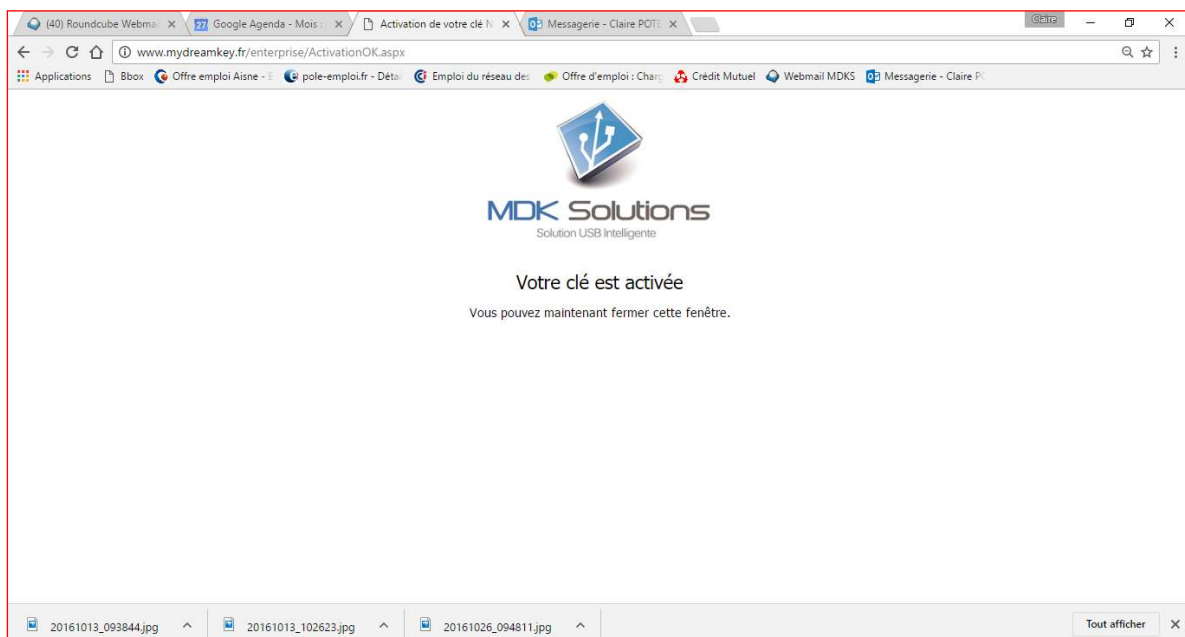 (40) Roundcube Webma
27 Google Agenda - Mois
Activation de votre clé N
Messagerie - Claire POTE
Claire
www.mydreamkey.fr/enterprise/ActivationOK.aspx
Applications
Bbox
Offre emploi Aisne -
pole-emploi.fr - Déta
Emploi du réseau des
Offre d'emploi : Charg
Crédit Mutuel
Webmail MDKS
Messagerie - Claire P
MDK Solutions
Solution USB Intelligente
Votre clé est activée
Vous pouvez maintenant fermer cette fenêtre.
20161013_093844.jpg
20161013_102623.jpg
20161026_094811.jpg
Tout afficher